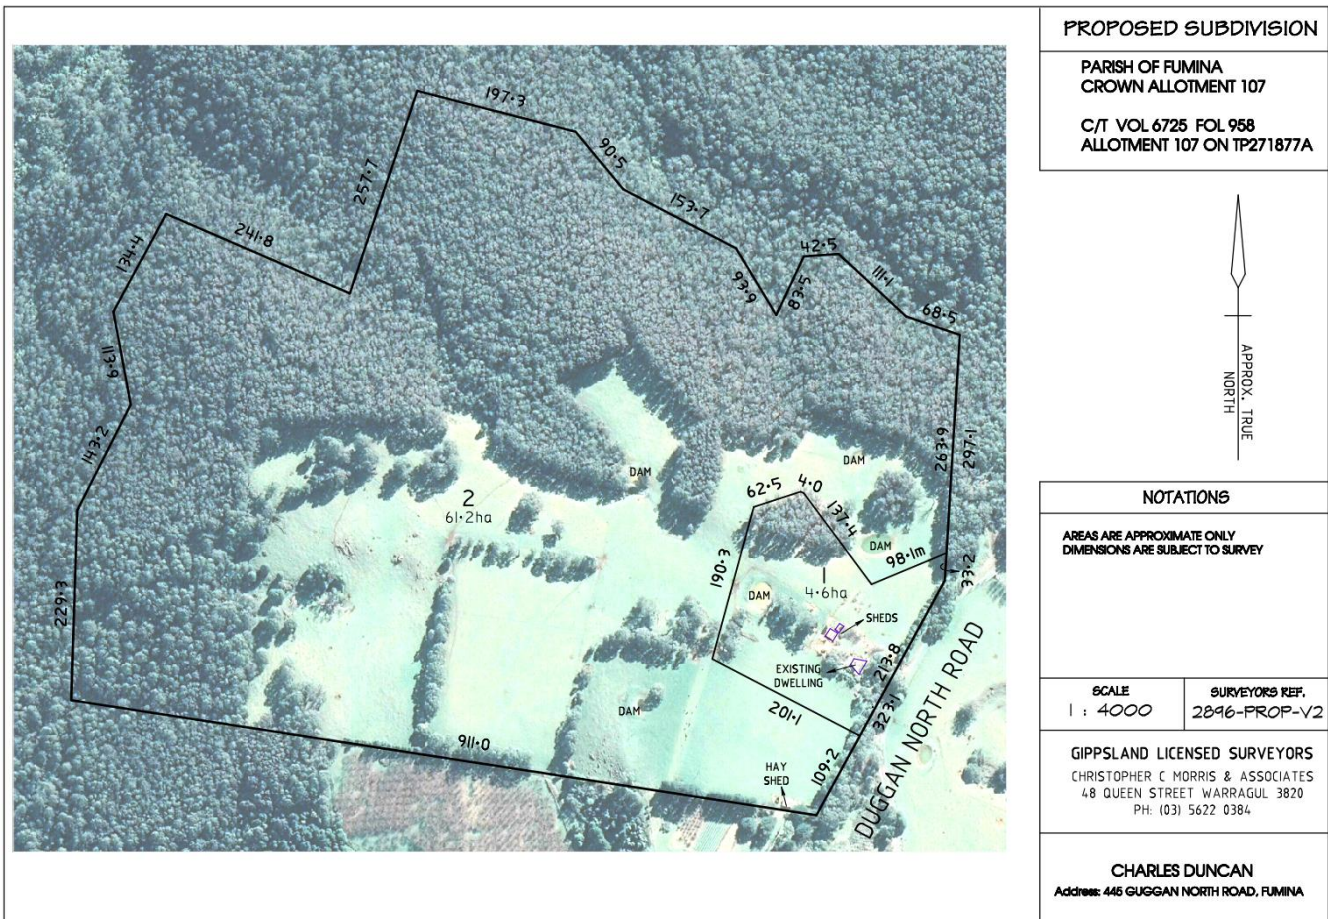 PROPOSED SUBDIVISION
PARISH OF FUMINA
CROWN ALLOTMENT 107
C/T VOL 6725 FOL 958
ALLOTMENT 107 ON TP271877A
APPROX. TRUE
NORTH
NOTATIONS
AREAS ARE APPROXIMATE ONLY
DIMENSIONS ARE SUBJECT TO SURVEY
SCALE
1 : 4000
SURVEYORS REF.
2896-PROP-V2
GIPPSLAND LICENSED SURVEYORS
CHRISTOPHER C MORRIS & ASSOCIATES
48 QUEEN STREET WARRAGUL 3820
PH: (03) 5622 0384
CHARLES DUNCAN
Address: 445 GUGGAN NORTH ROAD, FUMINA
197·3
90·5
257·7
153·7
241·8
134·4
42·5
93·9
83·5
111·1
68·5
113·9
143·2
263·9
297·1
DAM
DAM
2
61·2ha
62·5
4·0
137·4
DAM
98·1m
33·2
190·3
1
4·6ha
DAM
229·3
SHEDS
EXISTING
DWELLING
213·8
323·1
201·1
DAM
911·0
HAY
SHED
109·2
DUGGAN NORTH ROAD